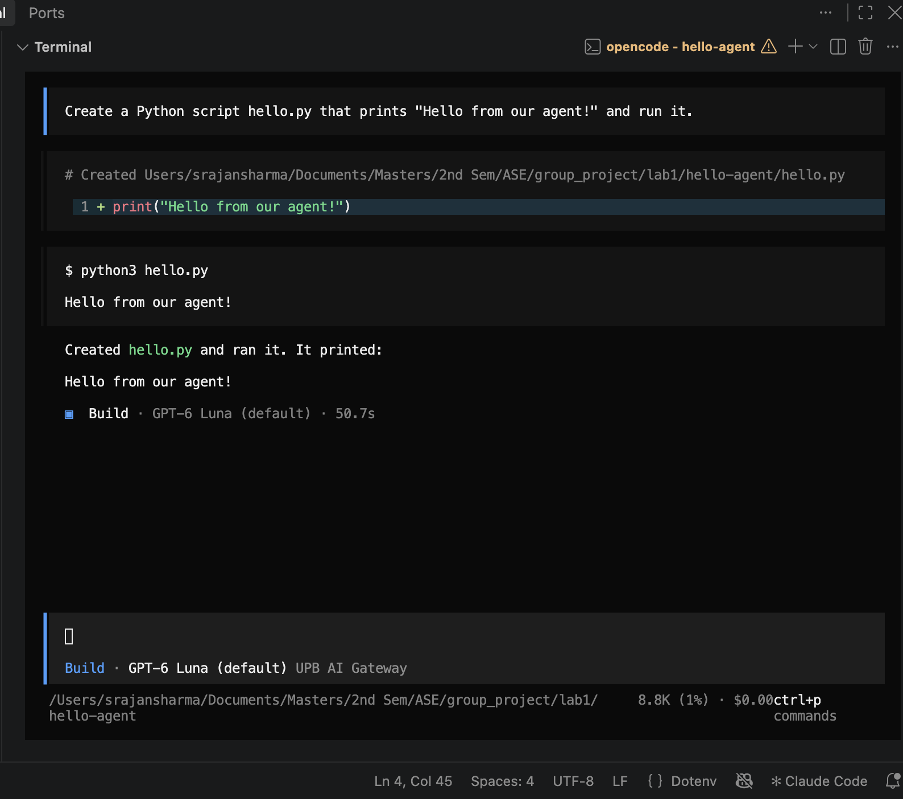 Ports
Terminal
opencode - hello-agent
Create a Python script hello.py that prints "Hello from our agent!" and run it.
# Created Users/srajansharma/Documents/Masters/2nd Sem/ASE/group_project/lab1/hello-agent/hello.py
1 + print("Hello from our agent!")
$ python3 hello.py
Hello from our agent!
Created hello.py and ran it. It printed:
Hello from our agent!
Build · GPT-6 Luna (default) · 50.7s
Build · GPT-6 Luna (default) UPB AI Gateway
/Users/srajansharma/Documents/Masters/2nd Sem/ASE/group_project/lab1/ 8.8K (1%) · $0.00ctrl+p
hello-agent commands
Ln 4, Col 45 Spaces: 4 UTF-8 LF {} Dotenv Claude Code